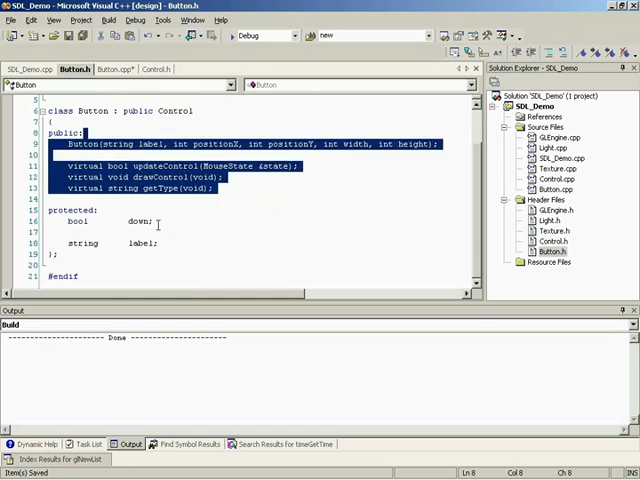 SDL_Demo - Microsoft Visual C++ [design] - Button.h
File Edit View Project Build Debug Tools Window Help
Debug new
SDL_Demo.cpp Button.h Button.cpp* Control.h
Button Button
5
6 class Button : public Control
7 {
8 public:
9 Button(string label, int positionX, int positionY, int width, int height);
10
11 virtual bool updateControl(MouseState &state);
12 virtual void drawControl(void);
13 virtual string getType(void);
14
15 protected:
16 bool down;
17
18 string label;
19 };
20
21 #endif
Solution Explorer - SDL_Demo
Solution 'SDL_Demo' (1 project)
SDL_Demo
References
Source Files
GLEngine.cpp
Light.cpp
SDL_Demo.cpp
Texture.cpp
Control.cpp
Button.cpp
Header Files
GLEngine.h
Light.h
Texture.h
Control.h
Button.h
Resource Files
Output
Build
---------------------- Done ----------------------
Dynamic Help Task List Output Find Symbol Results Search Results for timeGetTime
Index Results for glNewList
Item(s) Saved Ln 8 Col 8 Ch 8 INS